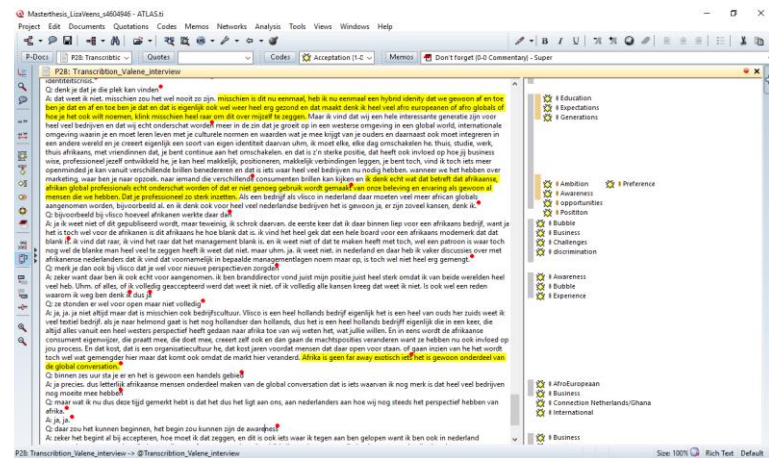 Masterthesis_LizaVeens_s4604946 - ATLAS.ti
Project Edit Documents Quotations Codes Memos Networks Analysis Tools Views Windows Help
P-Docs P28: Transcribtic Quotes Codes Acceptation {1-0 Memos Don't forget {0-0 Commentary} - Super
P28: Transcribtion_Valene_interview
identiteitscrisis."
Q: denk je dat je die plek kan vinden
A: dat weet ik niet. misschien zou het wel nooit zo zijn. misschien is dit nu eenmaal, heb ik nu eenmaal een hybrid idenity dat we gewoon af en toe
ben je dat en af en toe ben je dat en dat is eigenlijk ook wel weer heel erg gezond en dat maakt denk ik heel veel afro europeanen of afro globals of
hoe je het ook wilt noemen, klink misschien heel raar om dit over mijzelf te zeggen. Maar ik vind dat wij een hele interessante generatie zijn voor
heel veel bedrijven en dat wij echt onderschat worden meer in de zin dat je groeit op in een westerse omgeving in een global world, internationale
omgeving waarin je en moet leren leven met je culturele normen en waarden wat je mee krijgt van je ouders en daarnaast ook moet integreren in
een andere wereld en je creeert eigenlijk een soort van eigen identiteit daarvan uhm, ik moet elke, elke dag omschakelen he. thuis, studie, werk,
thuis afrikaans, met vriendinnen dat, je bent continue aan het omschakelen. en dat is z'n sterke positie, dat heeft ook invloed op hoe jij business
wise, professioneel jezelf ontwikkeld he, je kan heel makkelijk, positioneren, makkelijk verbindingen leggen, je bent toch, vind ik toch iets meer
openminded je kan vanuit verschillende brillen benaderen en dat is iets waar heel veel bedrijven nu nodig hebben. wanneer we het hebben over
marketing, waar ben je naar opzoek. naar iemand die verschillende consumenten brillen kan kijken en ik denk echt wat dat betreft dat afrikaanse,
afrikan global professionals echt onderschat worden of dat er niet genoeg gebruik wordt gemaakt van onze beleving en ervaring als gewoon al
mensen die we hebben. Dat je professioneel zo sterk inzetten. Als een bedrijf als vlisco in nederland daar moeten veel meer african globals
aangenomen worden, bijvoorbeeld al. en ik denk ook voor heel veel nederlandse bedrijven het is gewoon ja, er zijn zoveel kansen, denk ik.
Q: bijvoorbeeld bij vlisco hoeveel afrikanen werkte daar dan
A: ja ik weet niet of dit gepubliseerd wordt, maar teweinig, ik schrok daarvan. de eerste keer dat ik daar binnen liep voor een afrikaans bedrijf, want ja
het is toch wel voor de afrikanen is dit afrikaans he hoe blank dat is. ik vind het heel gek dat een hele board voor een afrikaans modemerk dat dat
blank is. ik vind dat raar, ik vind het raar dat de management blank is. en ik weet niet of dat te maken heeft met toch, wel een patroon is waar toch
nog wel de blanke man heel veel te zeggen heeft ik weet dat niet. maar uhm. ja. ik weet niet. in nederland en daar heb ik vaker discusies over met
afrikanense nederlanders dat ik vind dat voornamelijk in bepaalde managementlagen noem maar op, is toch wel niet heel erg gemengt.
Q: merk je dan ook bij vlisco dat je wel voor nieuwe perspectieven zorgden
A: zeker want daar ben ik ook echt voor aangenomen. ik ben branddirector vond juist mijn positie juist heel sterk omdat ik van beide werelden heel
veel heb. Uhm. of alles, of ik volledig geaccepteerd werd dat weet ik niet. of ik volledig alle kansen kreeg dat weet ik niet. Is ook wel een reden
waarom ik weg ben denk ik dus ja
Q: ze stonden er wel voor open maar niet volledig
A: ja, ja. ja niet altijd maar dat is misschien ook bedrijfscultuur. Vlisco is een heel hollands bedrijf eigenlijk het is een heel van ouds her zuids weet ik
veel textiel bedrijf. als je naar helmond gaat is het nog hollandser dan hollands, dus het is een heel hollands bedrijff eigenlijk die in een keer, die
altijd alles vanuit een heel westers perspectief heeft gedaan naar afrika toe van wij weten het, wat jullie willen. En in eens wordt de afrikaanse
consument eigenwijzer, die praatt mee, die doet mee, creeert zelf ook en dan gaan de machtsposities veranderen want ze hebben nu ook invloed op
jou process. En dat kost, dat is een organisatiecultuur he, dat kost jaren voordat mensen dat daar open voor staan. of gaan inzien van he het wordt
toch wel wat gemengder hier maar dat komt ook omdat de markt hier veranderd. Afrika is geen far away exotisch iets het is gewoon onderdeel van
de global conversation.
Q: binnen zes uur sta je er en het is gewoon een handels gebied
A: ja precies. dus letterlijk afrikaanse mensen onderdeel maken van de global conversation dat is iets waarvan ik nog merk is dat heel veel bedrijven
nog moeite mee hebben
Q: maar wat ik nu dus deze tijd gemerkt hebt is dat het dus het ligt aan ons, aan nederlanders aan hoe wij nog steeds het perspectief hebben van
afrika.
A: ja, ja.
Q: daar zou het kunnen beginnen, het begin zou kunnen zijn de awareness
A: zeker het begint al bij accepteren, hoe moet ik dat zeggen, en dit is ook iets waar ik tegen aan ben gelopen want ik ben ook in nederland
Education
Expectations
Generations
Ambition Preference
Awareness
opportunities
Posititon
Bubble
Business
Challenges
discrimination
Awareness
Bubble
Experience
AfroEuropeaan
Business
Connection Netherlands/Ghana
International
Business
P28: Transcribtion_Valene_interview -> @Transcribtion_Valene_interview Size: 100% Rich Text Default